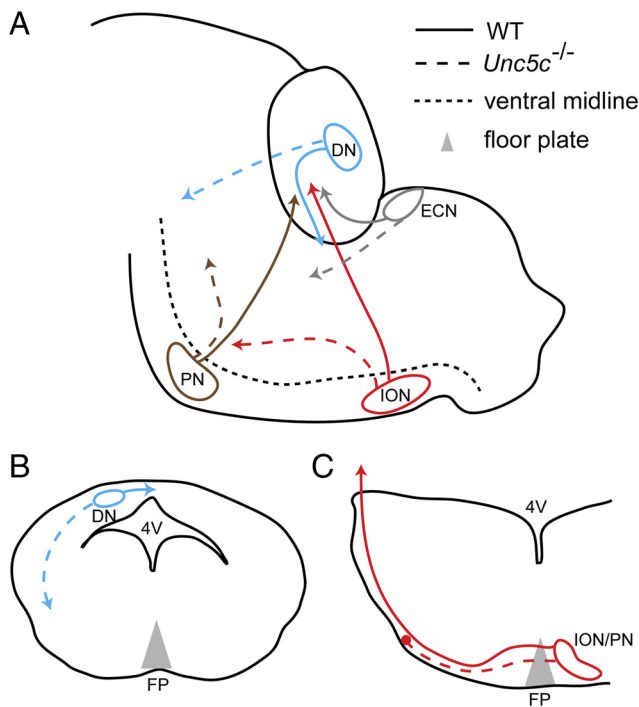 A
WT
Unc5c-/-
ventral midline
floor plate
DN
ECN
PN
ION
B
C
DN
4V
4V
ION/PN
FP
FP